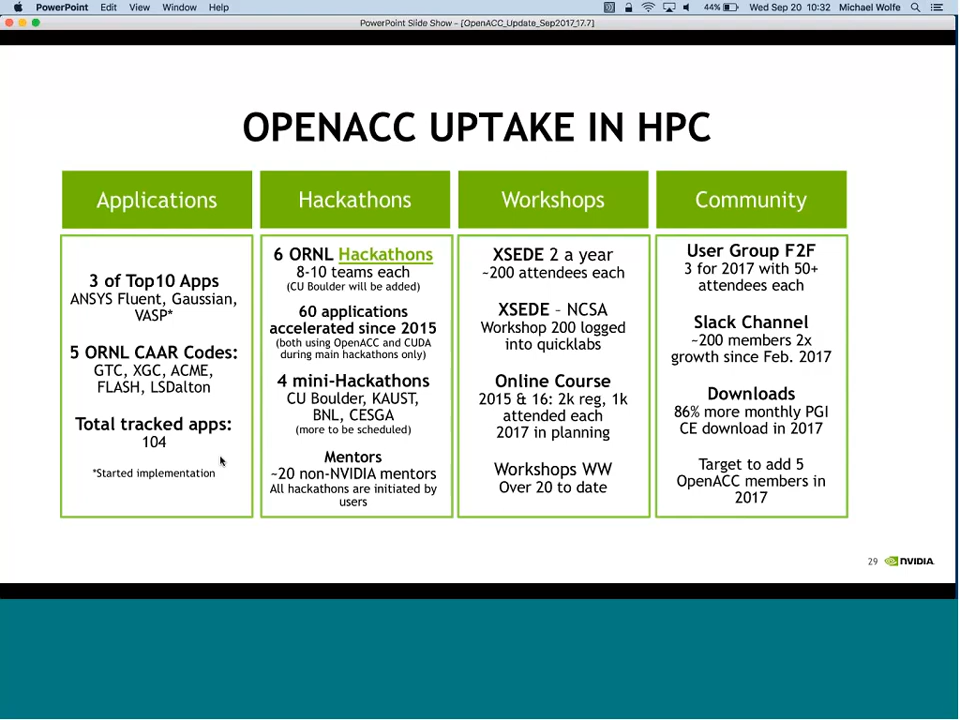 PowerPoint Edit View Window Help 44% Wed Sep 20 10:32 Michael Wolfe
PowerPoint Slide Show - [OpenACC_Update_Sep2017_17.7]
OPENACC UPTAKE IN HPC
Applications
3 of Top10 Apps
ANSYS Fluent, Gaussian,
VASP*
5 ORNL CAAR Codes:
GTC, XGC, ACME,
FLASH, LSDalton
Total tracked apps:
104
*Started implementation
Hackathons
6 ORNL Hackathons
8-10 teams each
(CU Boulder will be added)
60 applications
accelerated since 2015
(both using OpenACC and CUDA
during main hackathons only)
4 mini-Hackathons
CU Boulder, KAUST,
BNL, CESGA
(more to be scheduled)
Mentors
~20 non-NVIDIA mentors
All hackathons are initiated by
users
Workshops
XSEDE 2 a year
~200 attendees each
XSEDE – NCSA
Workshop 200 logged
into quicklabs
Online Course
2015 & 16: 2k reg, 1k
attended each
2017 in planning
Workshops WW
Over 20 to date
Community
User Group F2F
3 for 2017 with 50+
attendees each
Slack Channel
~200 members 2x
growth since Feb. 2017
Downloads
86% more monthly PGI
CE download in 2017
Target to add 5
OpenACC members in
2017
29 NVIDIA